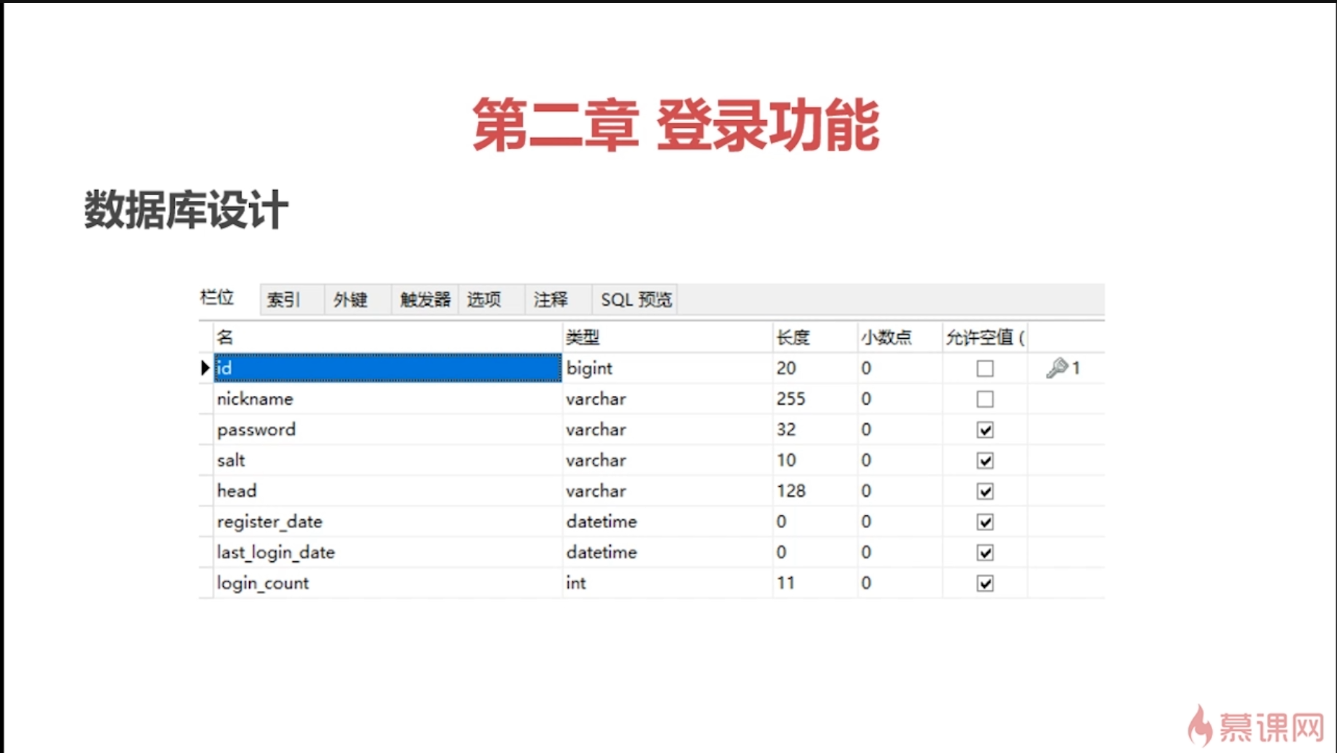 第二章 登录功能
数据库设计
栏位 索引 外键 触发器 选项 注释 SQL 预览
名 类型 长度 小数点 允许空值 (
id bigint 20 0 1
nickname varchar 255 0
password varchar 32 0
salt varchar 10 0
head varchar 128 0
register_date datetime 0 0
last_login_date datetime 0 0
login_count int 11 0
慕课网